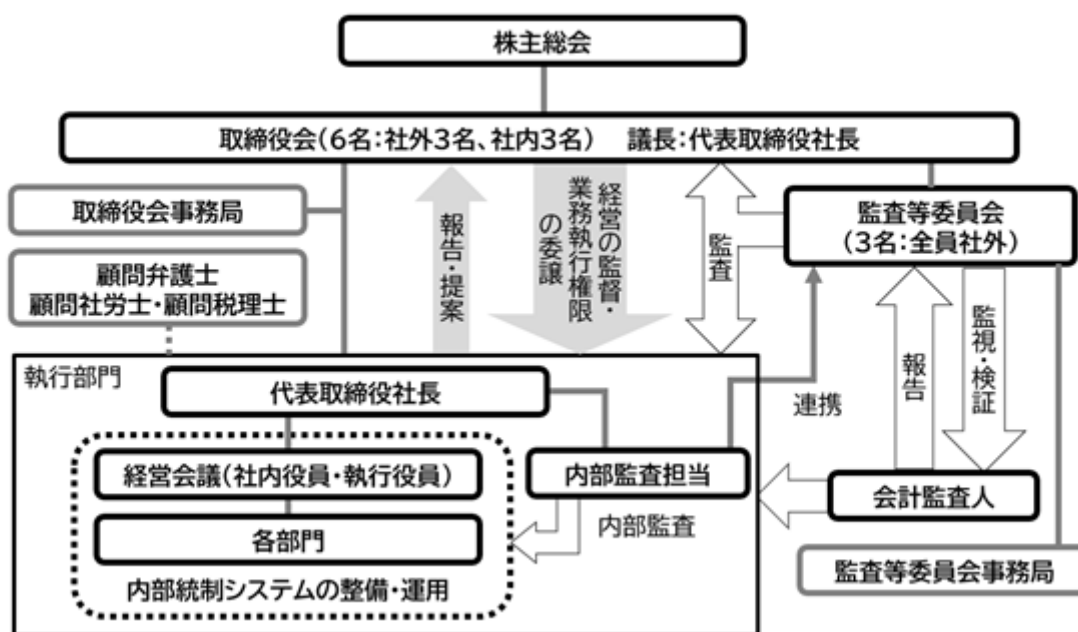 株主総会
取締役会(6名:社外3名、社内3名) 議長:代表取締役社長
取締役会事務局
顧問弁護士
顧問社労士・顧問税理士
報告・提案
経営の監督・
業務執行権限
の委譲
監査
監査等委員会
(3名:全員社外)
報告
監視・検証
連携
執行部門
代表取締役社長
経営会議(社内役員・執行役員)
各部門
内部統制システムの整備・運用
内部監査担当
内部監査
会計監査人
監査等委員会事務局